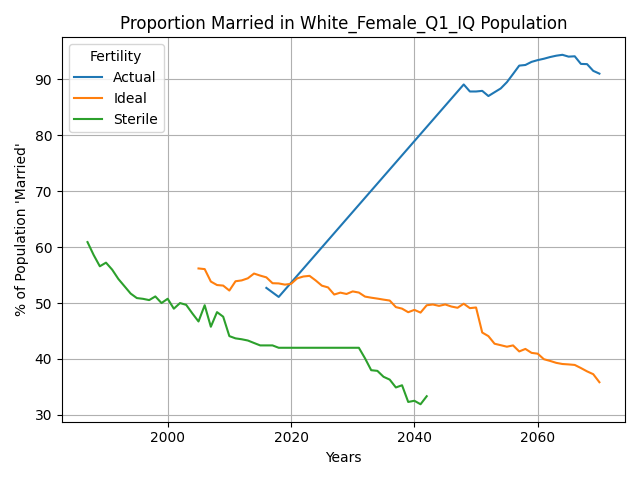 Proportion Married in White_Female_Q1_IQ Population
Fertility
Actual
Ideal
Sterile
% of Population 'Married'
90
80
70
60
50
40
30
2000
2020
2040
2060
Years